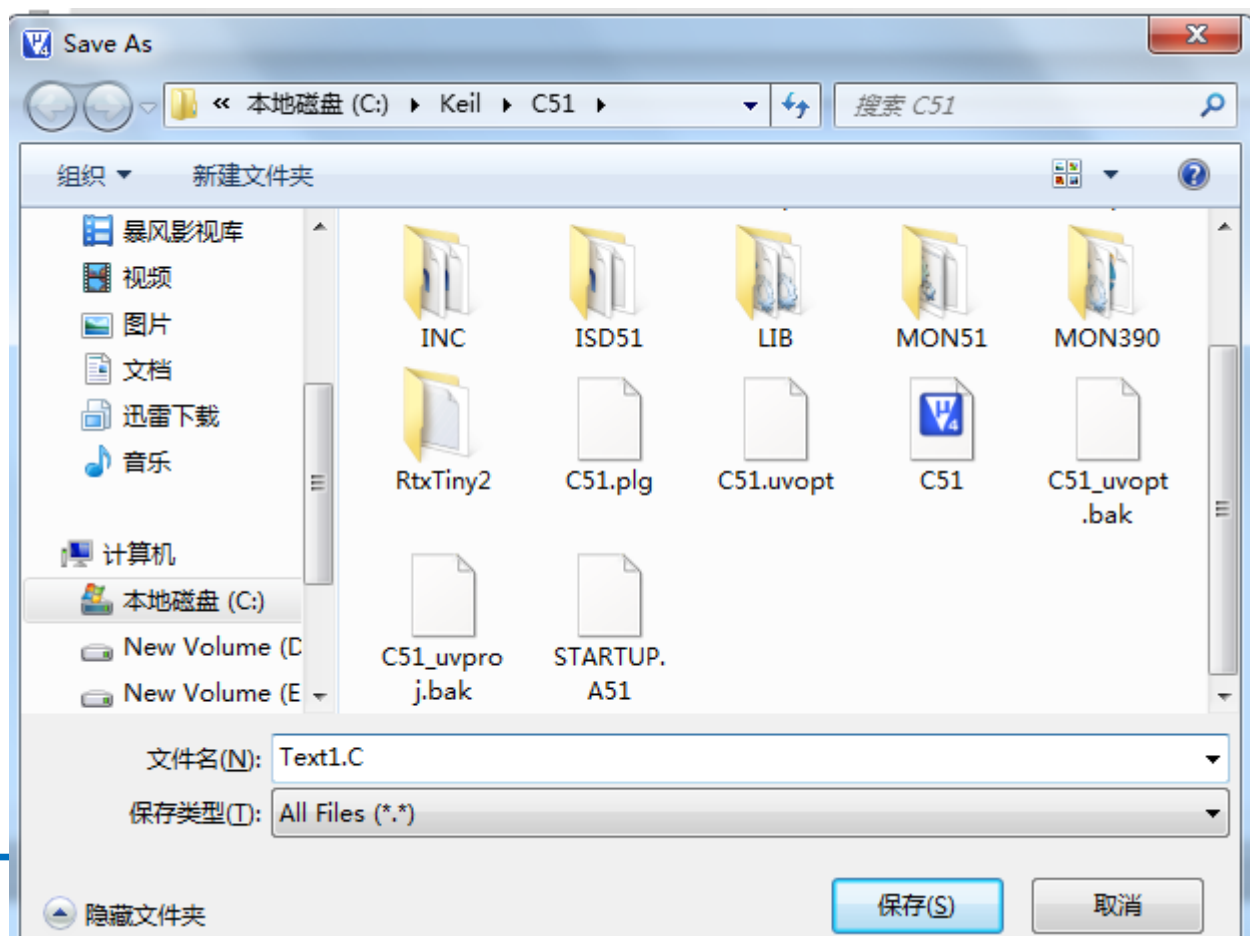 Save As
« 本地磁盘 (C:) ▸ Keil ▸ C51 ▸
搜索 C51
组织 新建文件夹
暴风影视库
视频
图片
文档
迅雷下载
音乐
计算机
本地磁盘 (C:)
New Volume (D
New Volume (E
INC ISD51 LIB MON51 MON390
RtxTiny2 C51.plg C51.uvopt C51 C51_uvopt
.bak
C51_uvpro STARTUP.
j.bak A51
文件名(N): Text1.C
保存类型(T): All Files (*.*)
隐藏文件夹 保存(S) 取消